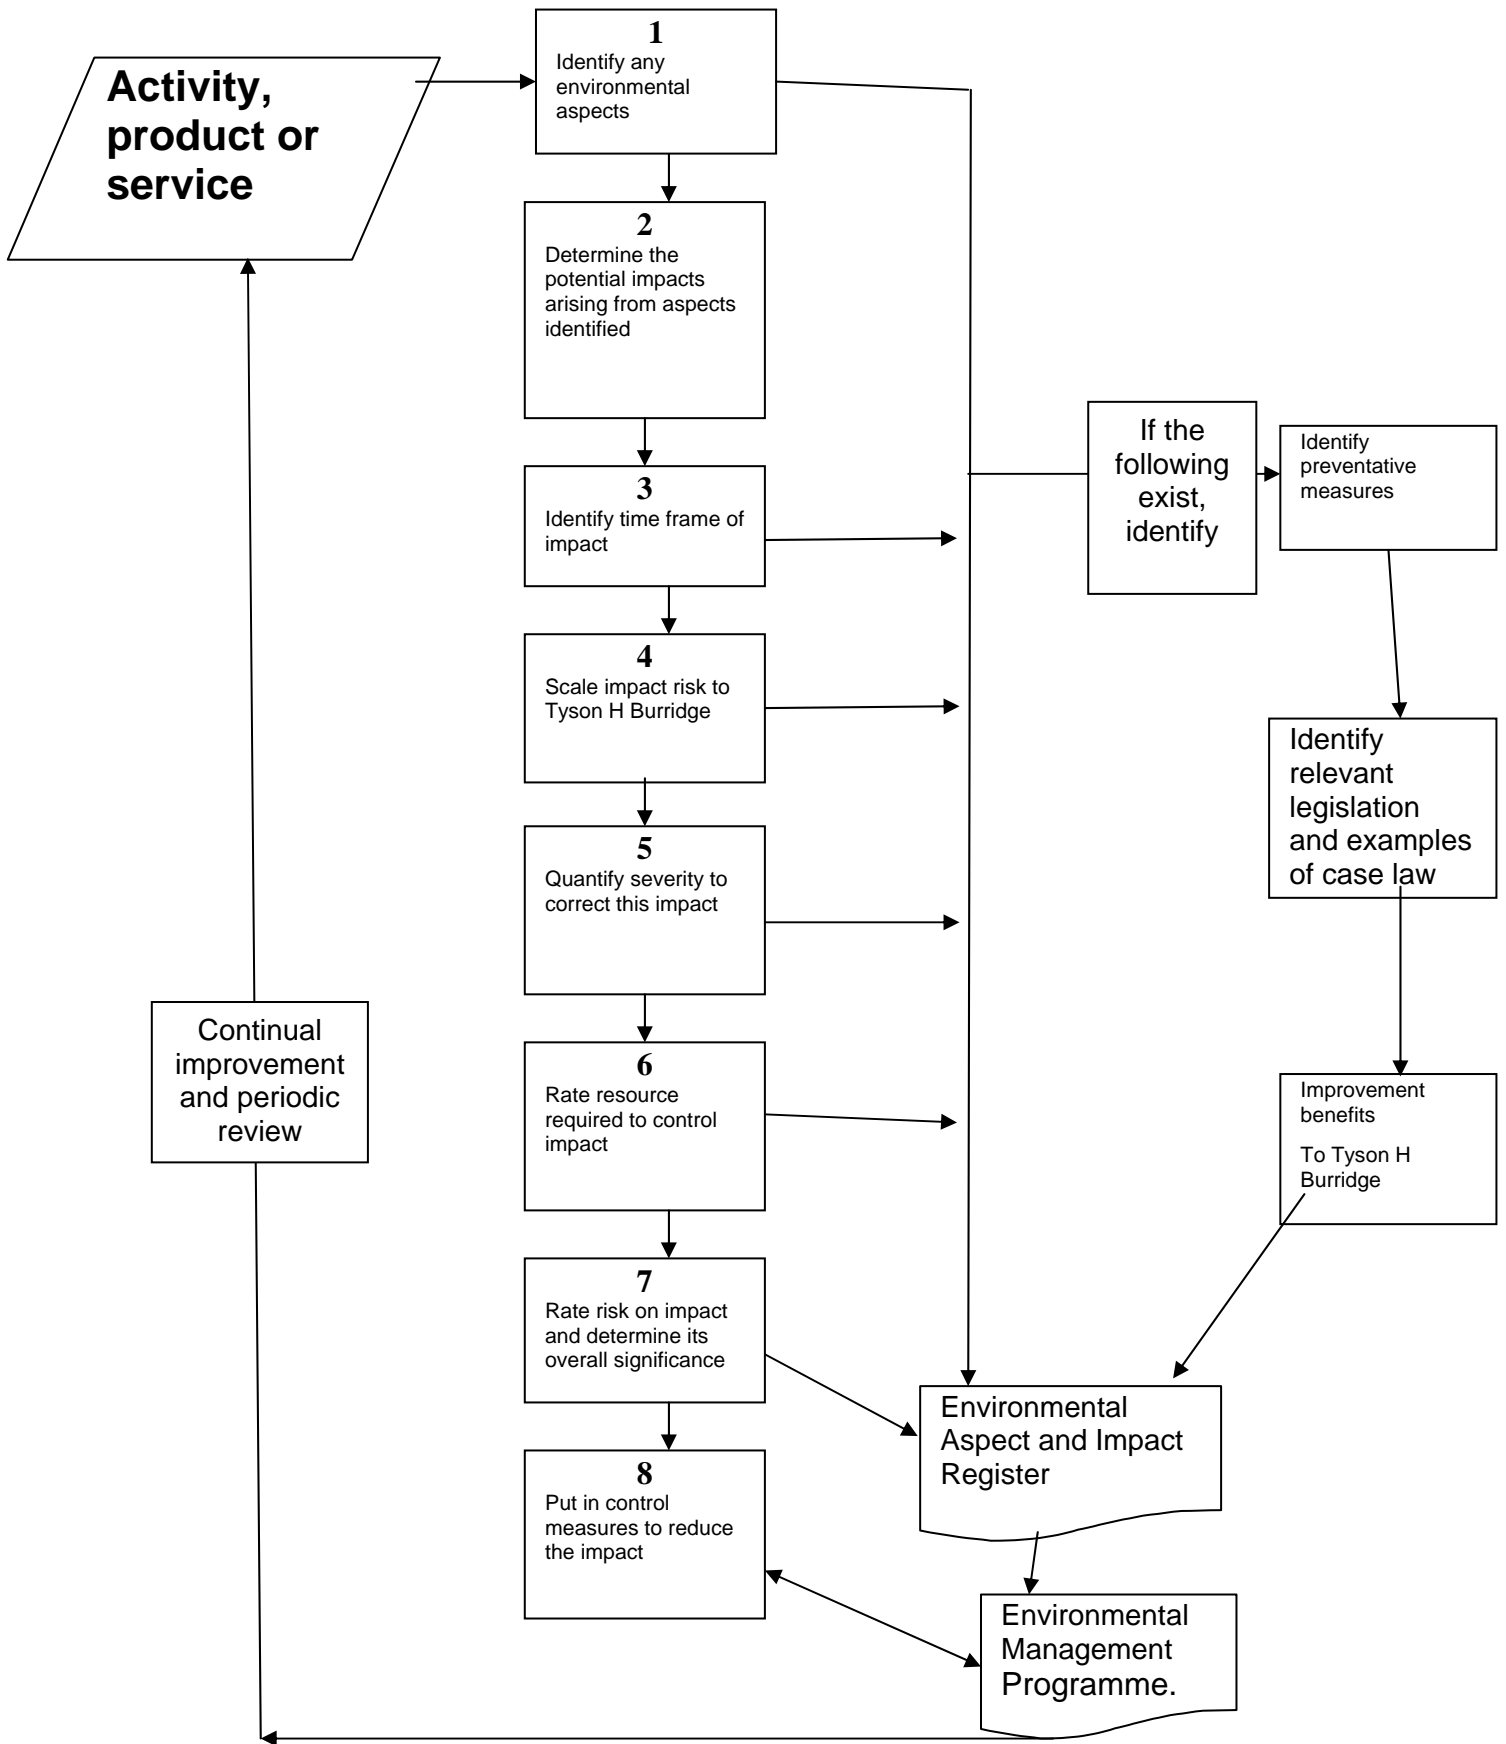 Activity,
product or
service
1
Identify any
environmental
aspects
2
Determine the
potential impacts
arising from aspects
identified
3
Identify time frame of
impact
4
Scale impact risk to
Tyson H Burridge
5
Quantify severity to
correct this impact
6
Rate resource
required to control
impact
7
Rate risk on impact
and determine its
overall significance
8
Put in control
measures to reduce
the impact
If the
following
exist,
identify
Identify
preventative
measures
Identify
relevant
legislation
and examples
of case law
Improvement
benefits
To Tyson H
Burridge
Environmental
Aspect and Impact
Register
Environmental
Management
Programme.
Continual
improvement
and periodic
review